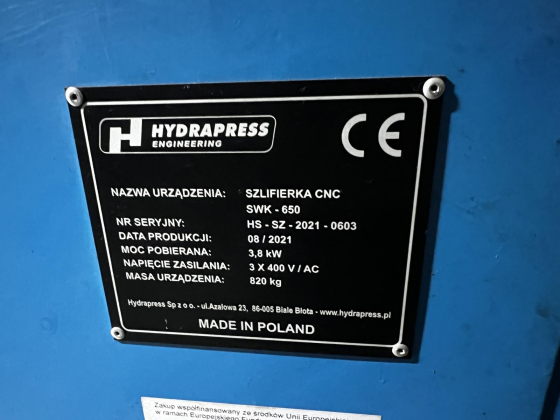 HYDRAPRESS
ENGINEERING
CE
NAZWA URZĄDZENIA: SZLIFIERKA CNC
SWK - 650
NR SERYJNY: HS - SZ - 2021 - 0603
DATA PRODUKCJI: 08 / 2021
MOC POBIERANA: 3,8 kW
NAPIĘCIE ZASILANIA: 3 X 400 V / AC
MASA URZĄDZENIA: 820 kg
Hydrapress Sp z o o. - ul.Azalowa 23, 86-005 Białe Błota - www.hydrapress.pl
MADE IN POLAND
Zakup współfinansowany ze środków Unii Europejskiej
w ramach Europejskiego